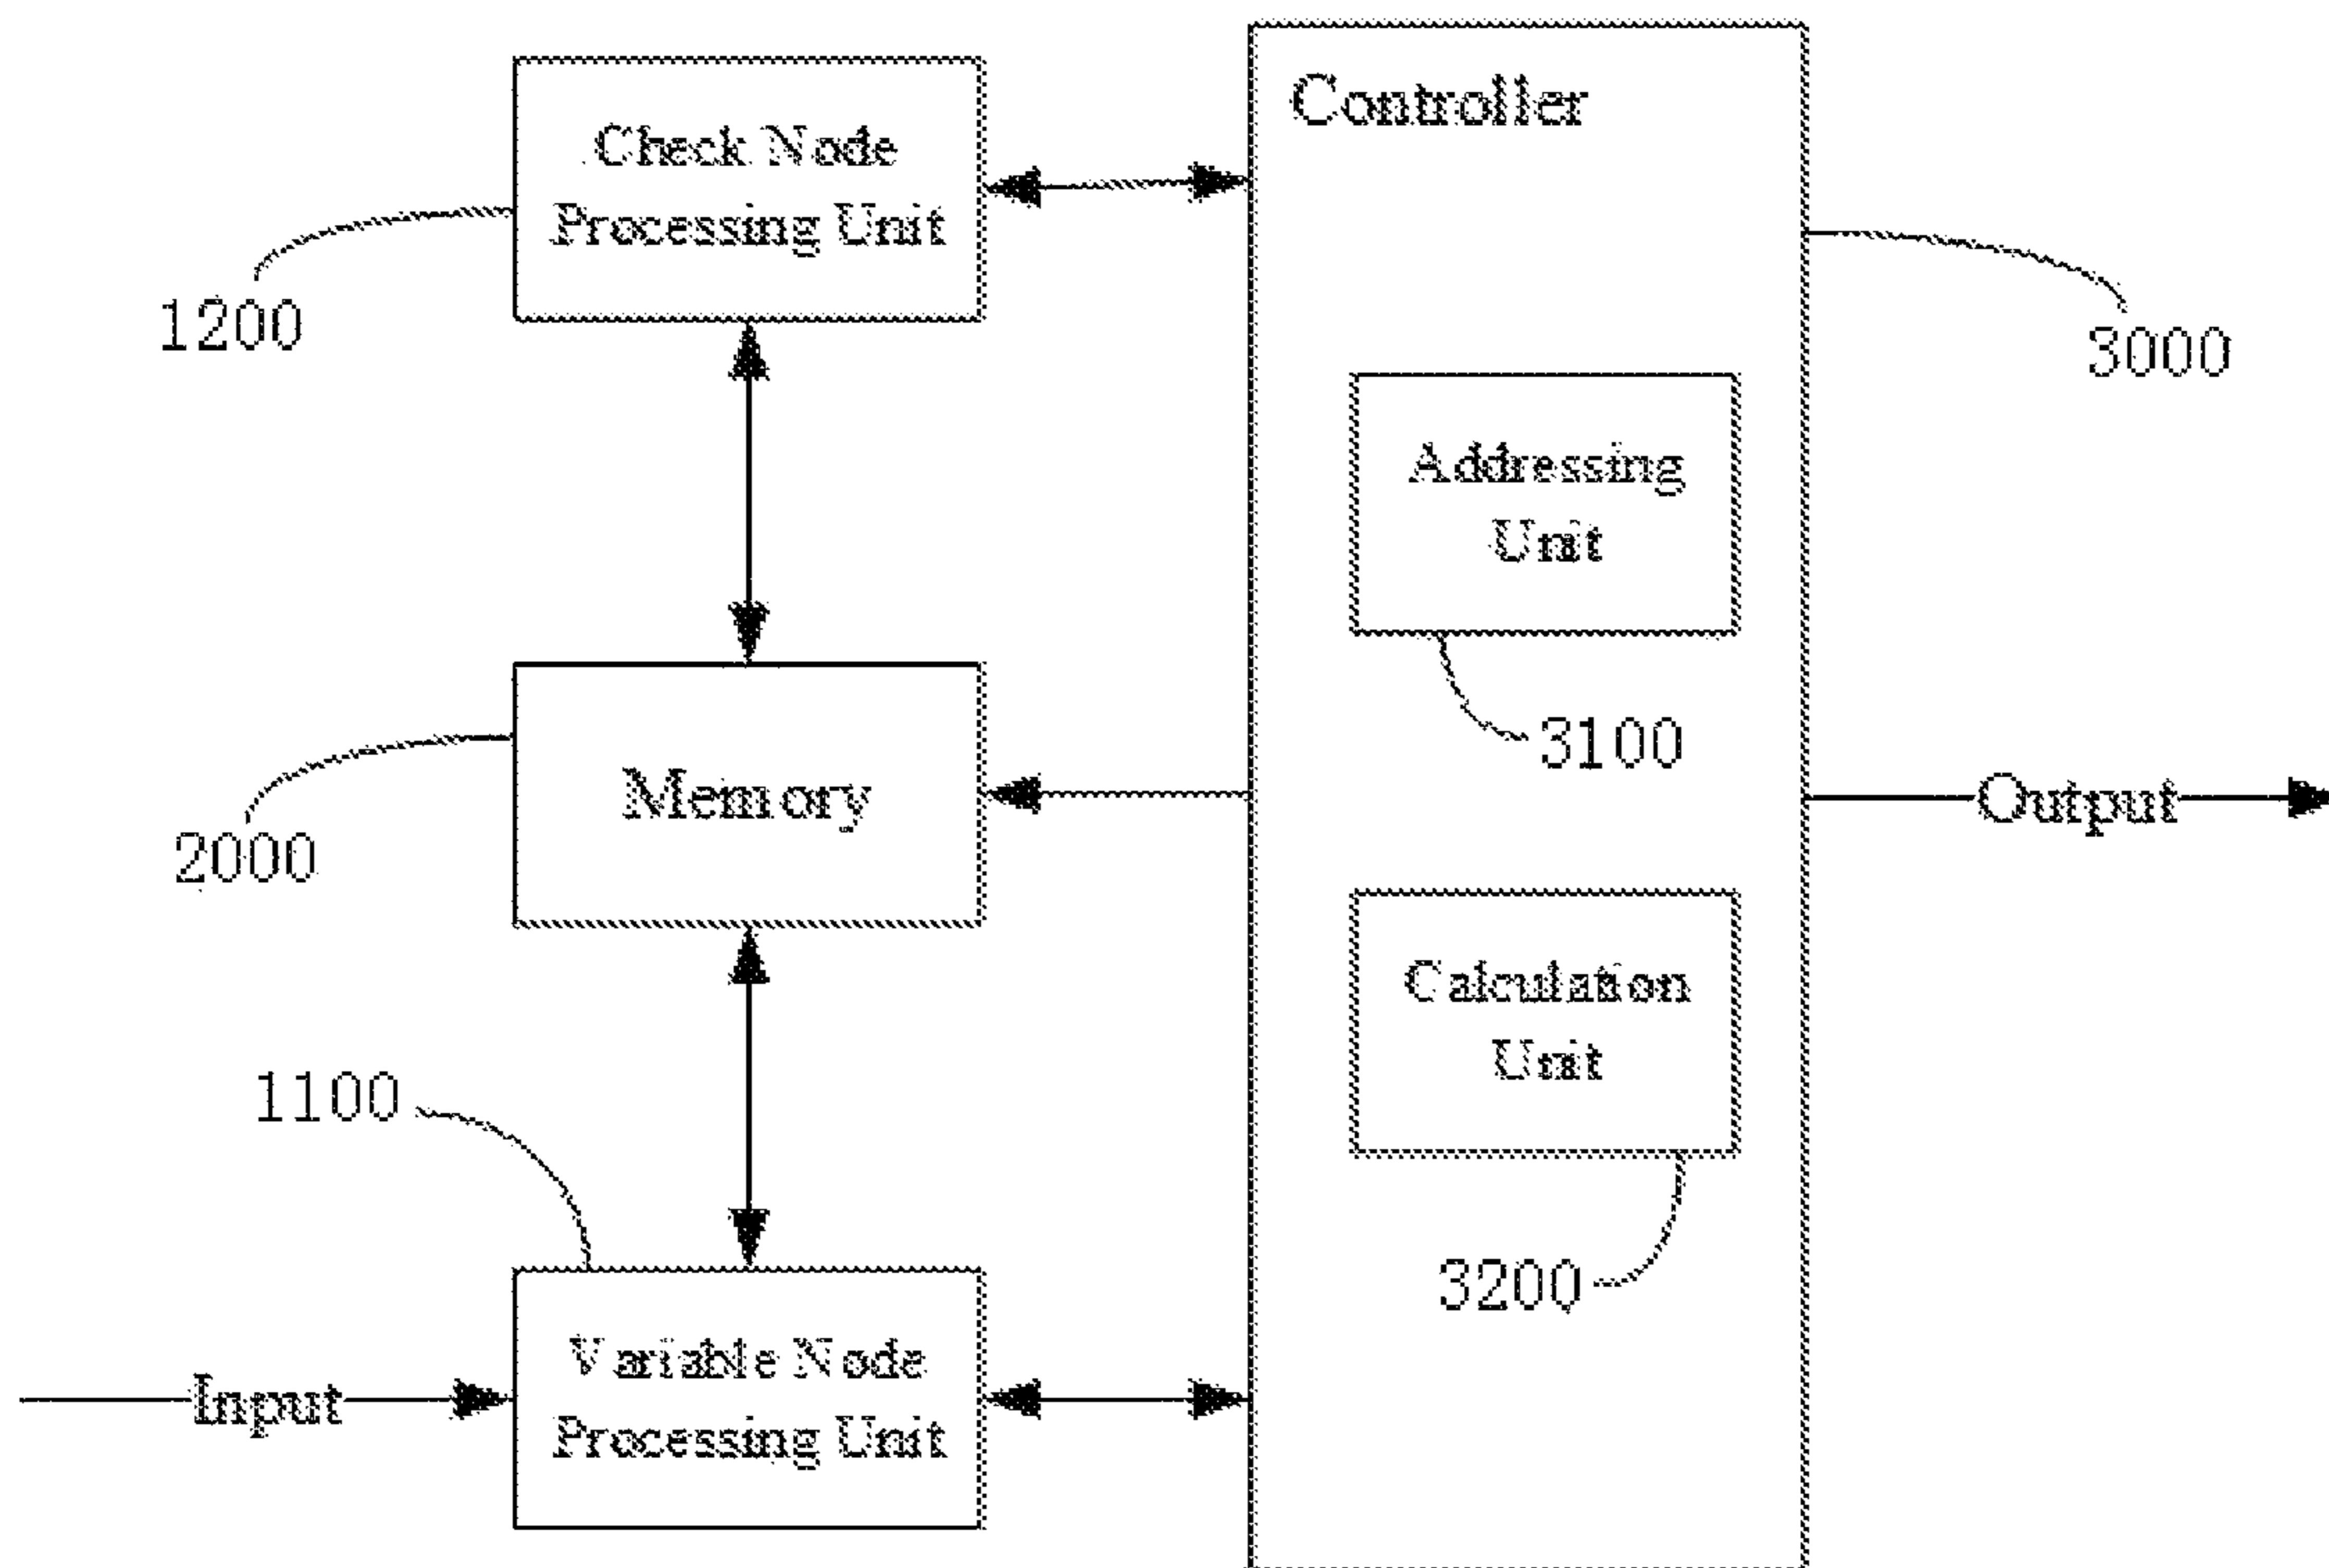 Controller
Check Node
Processing Unit
1200
3000
Addressing
Unit
3100
Memory
2000
Output
Calculation
Unit
1100
3200
Variable Node
Processing Unit
Input